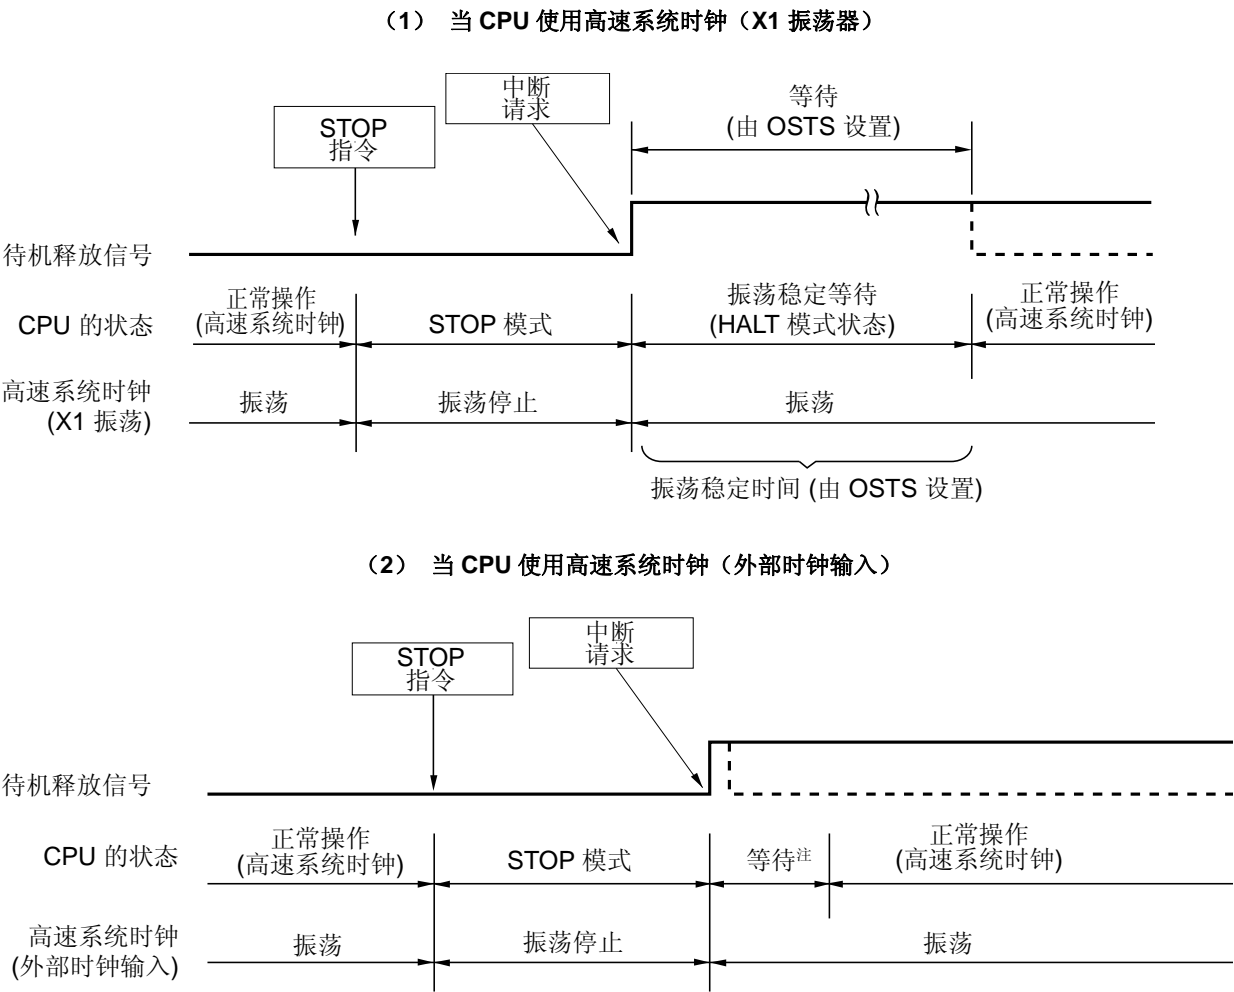 （1） 当 CPU 使用高速系统时钟（X1 振荡器）
中断
请求
等待
(由 OSTS 设置)
STOP
指令
待机释放信号
正常操作
(高速系统时钟)
振荡稳定等待
(HALT 模式状态)
正常操作
(高速系统时钟)
CPU 的状态
STOP 模式
高速系统时钟
(X1 振荡)
振荡
振荡停止
振荡
振荡稳定时间 (由 OSTS 设置)
（2） 当 CPU 使用高速系统时钟（外部时钟输入）
中断
请求
STOP
指令
待机释放信号
CPU 的状态
正常操作
(高速系统时钟)
STOP 模式
等待注
正常操作
(高速系统时钟)
高速系统时钟
(外部时钟输入)
振荡
振荡停止
振荡